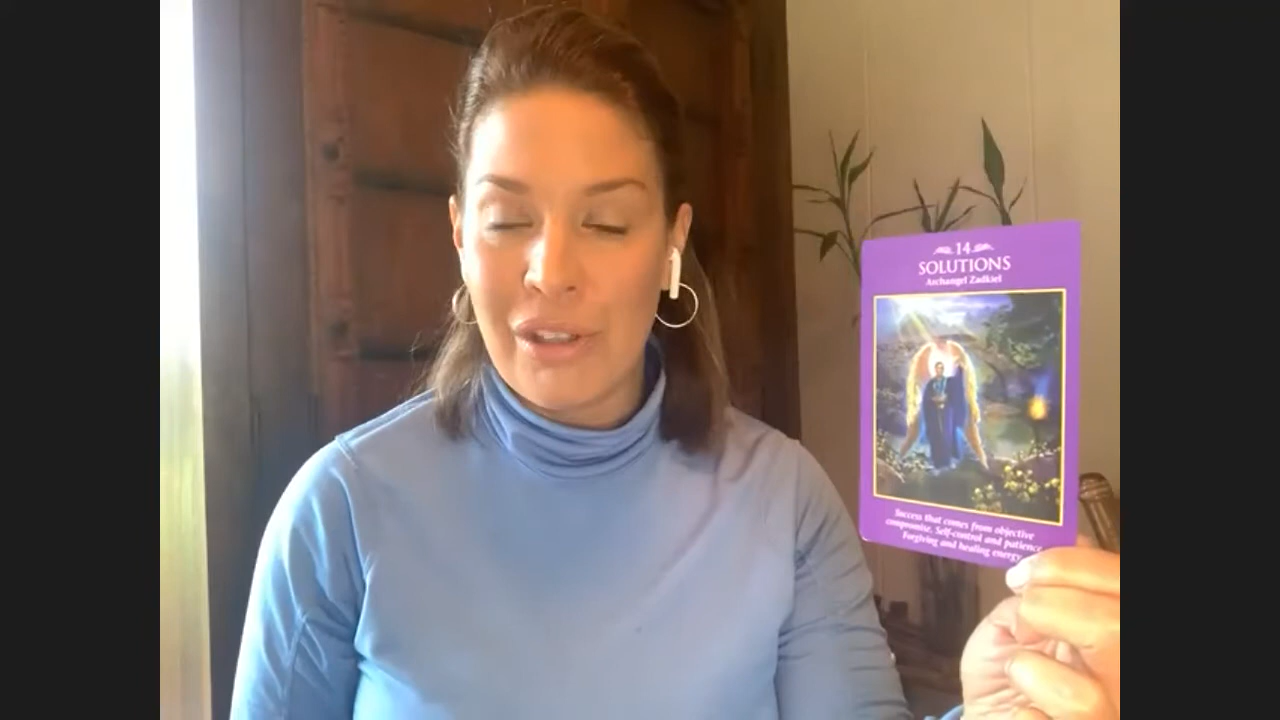 14
SOLUTIONS
Archangel Zadkiel
Success that comes from objective
compromise. Self-control and patience.
Forgiving and healing energy.